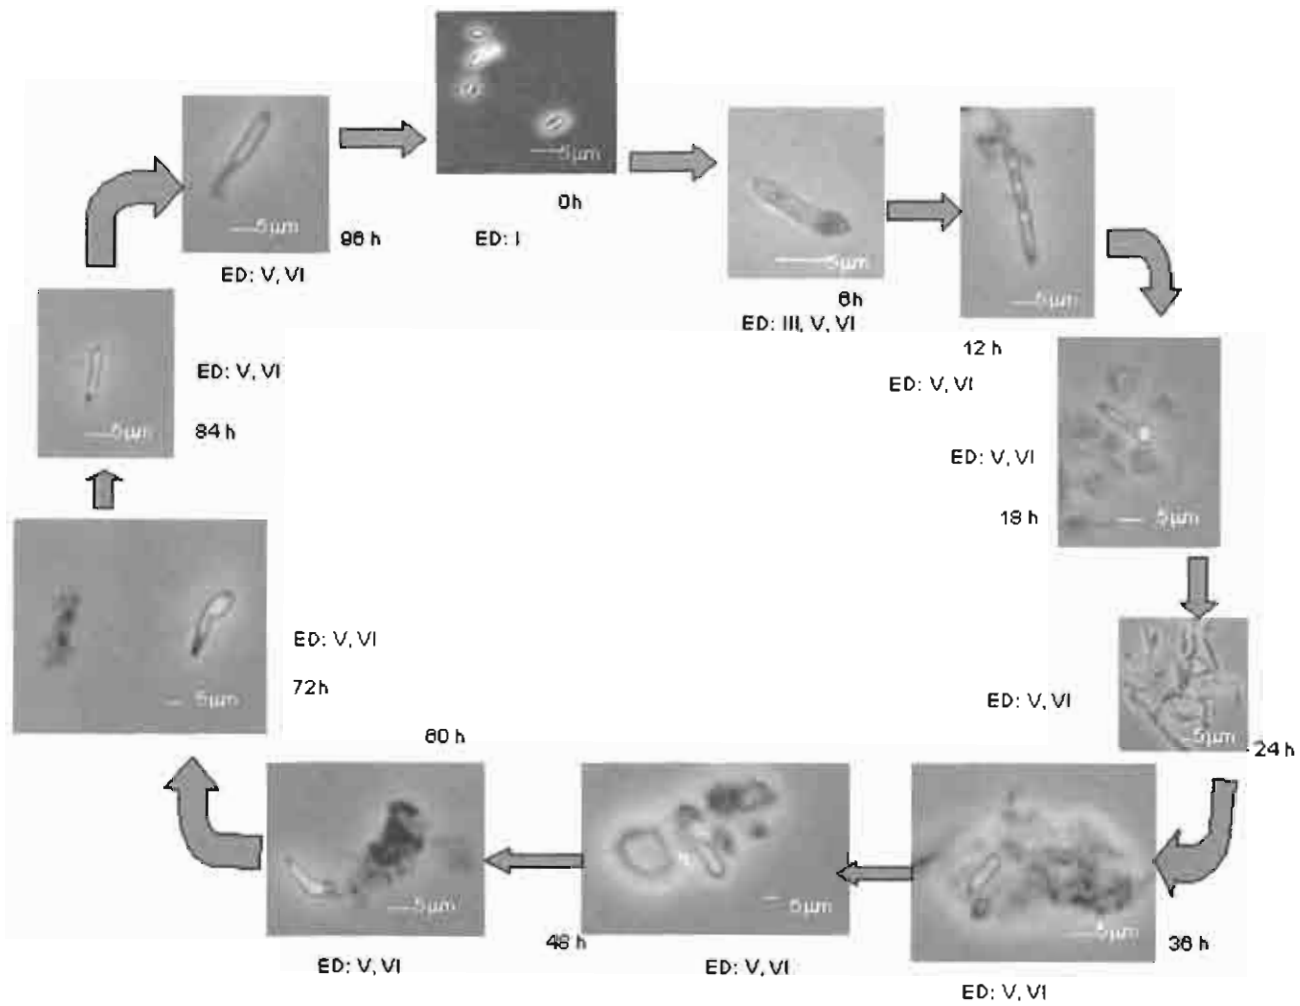 5µm
5µm
96 h
ED: V, VI
0h
ED: I
5µm
6h
ED: III, V, VI
5µm
12 h
ED: V, VI
5µm
ED: V, VI
84 h
ED: V, VI
18 h
5µm
5µm
ED: V, VI
72h
ED: V, VI
5µm
24h
60 h
5µm
ED: V, VI
5µm
48 h
ED: V, VI
5µm
36 h
ED: V, VI